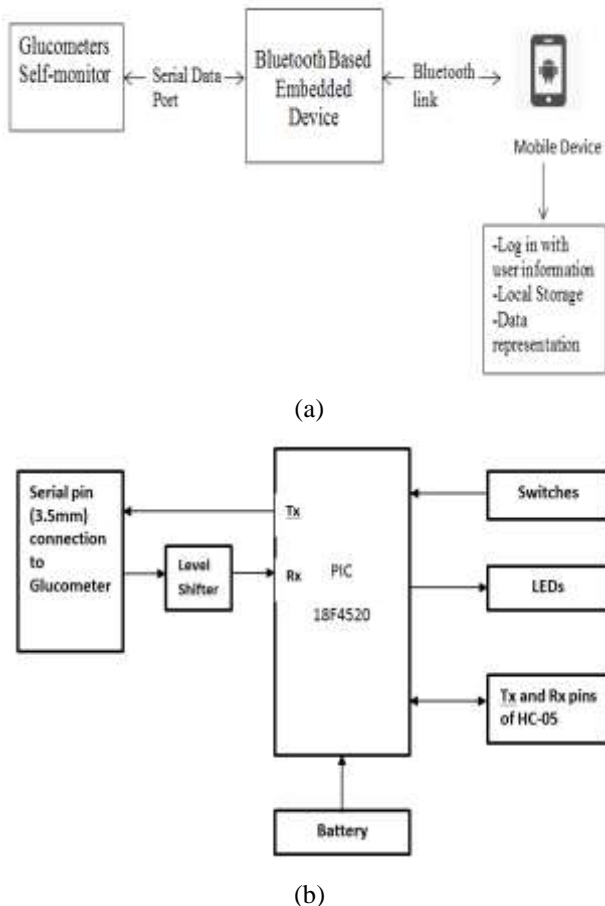 Glucometers
Self-monitor
Serial Data
Port
Bluetooth Based
Embedded
Device
Bluetooth
link
Mobile Device
-Log in with
user information
-Local Storage
-Data
representation
(a)
Serial pin
(3.5mm)
connection
to
Glucometer
Level
Shifter
Tx
Rx
PIC
18F4520
Switches
LEDs
Tx and Rx pins
of HC-05
Battery
(b)